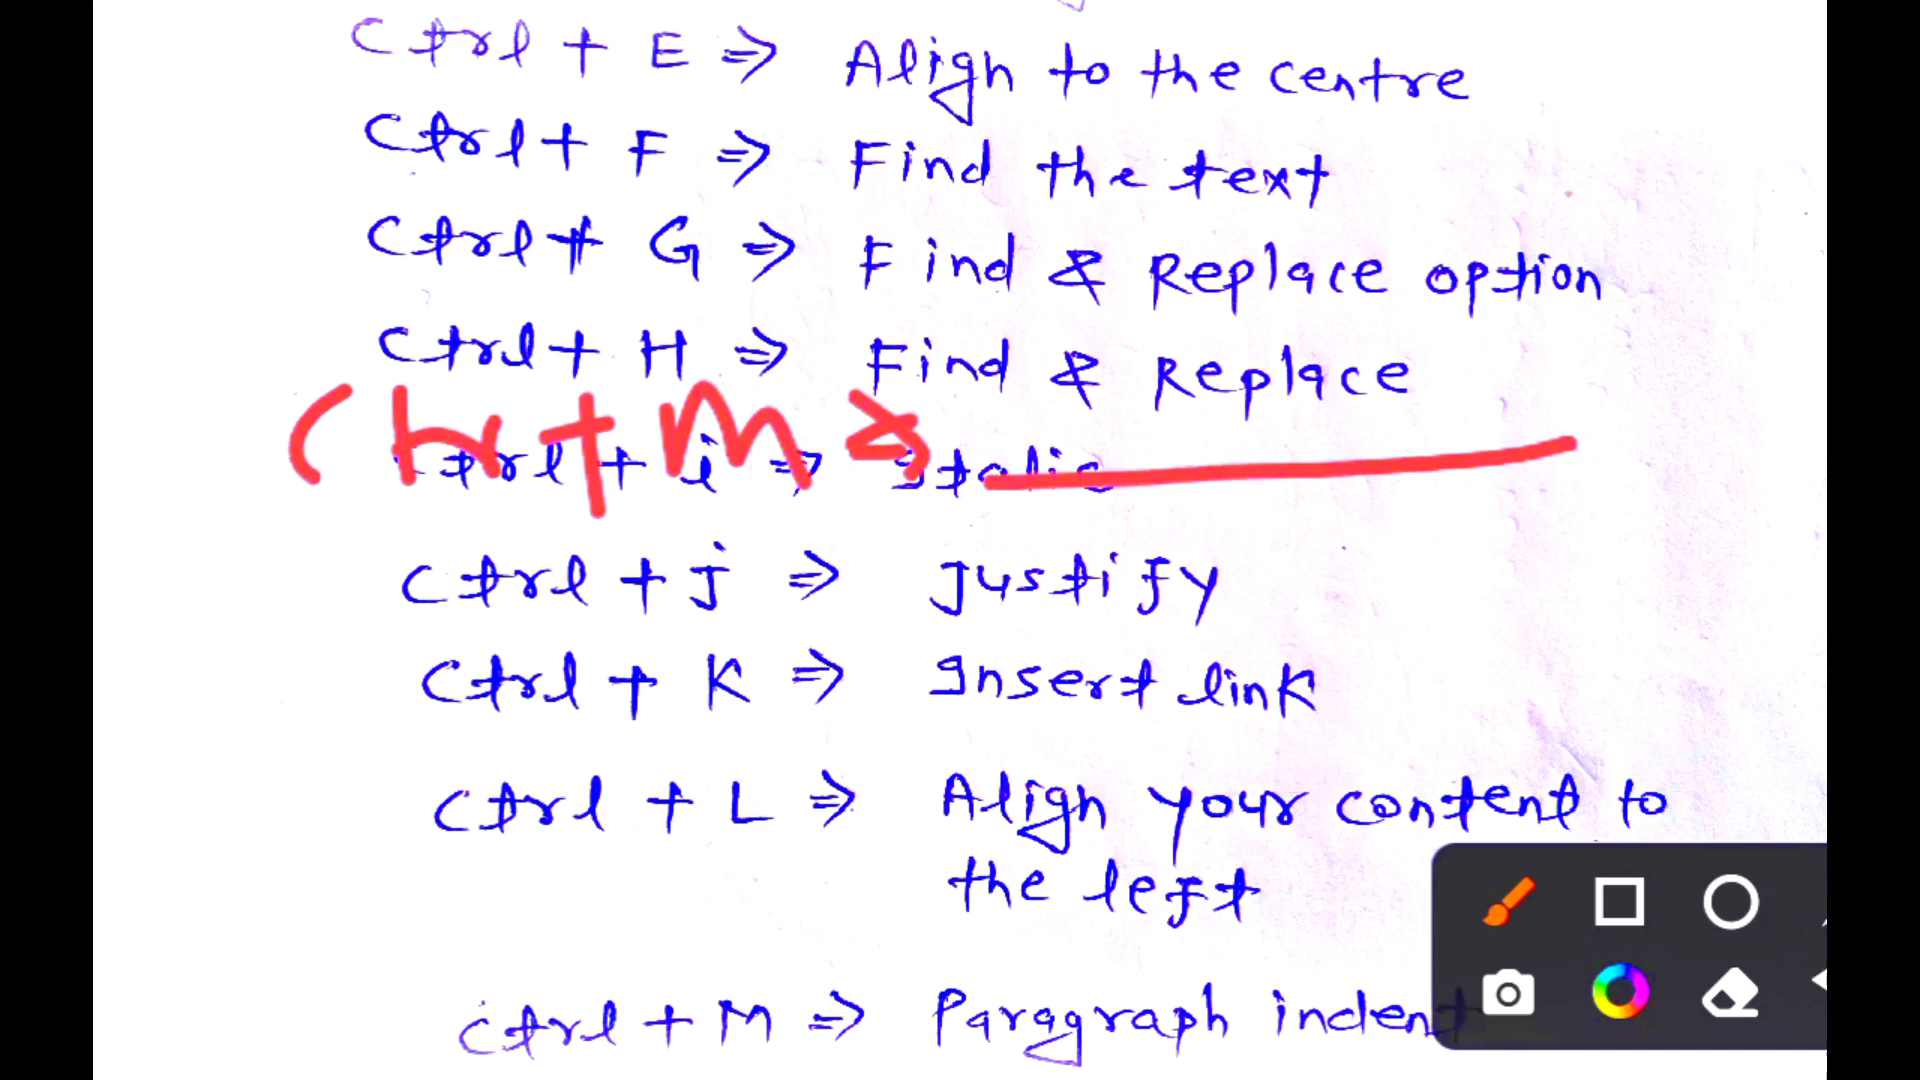 Ctrl + E ⇒ Align to the centre
Ctrl + F ⇒ Find the text
Ctrl + G ⇒ Find & Replace option
Ctrl + H ⇒ Find & Replace
Ctrl + i ⇒ Italic
Ctrl + j ⇒ Justify
Ctrl + K ⇒ Insert link
Ctrl + L ⇒ Align your content to
the left
Ctrl + M ⇒ Paragraph indent